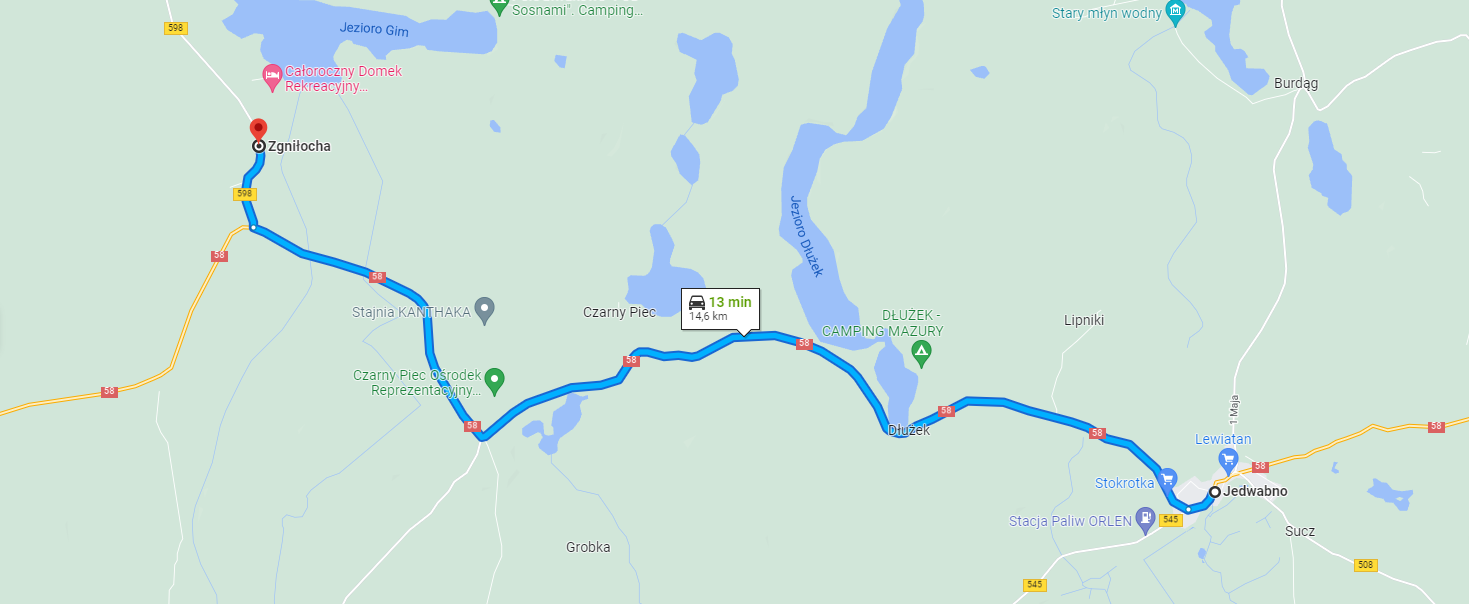 Sosnami". Camping...
Stary młyn wodny
598
Jezioro Gim
Całoroczny Domek
Rekreacyjny...
Burdąg
Zgniłocha
598
Jezioro Dłużek
58
58
Stajnia KANTHAKA
Czarny Piec
13 min
14,6 km
DŁUŻEK -
CAMPING MAZURY
Lipniki
58
58
Czarny Piec Ośrodek
Reprezentacyjny...
58
1 Maja
58
58
58
58
Dłużek
58
Lewiatan
58
Stokrotka
Jedwabno
Stacja Paliw ORLEN
545
Sucz
Grobka
508
545